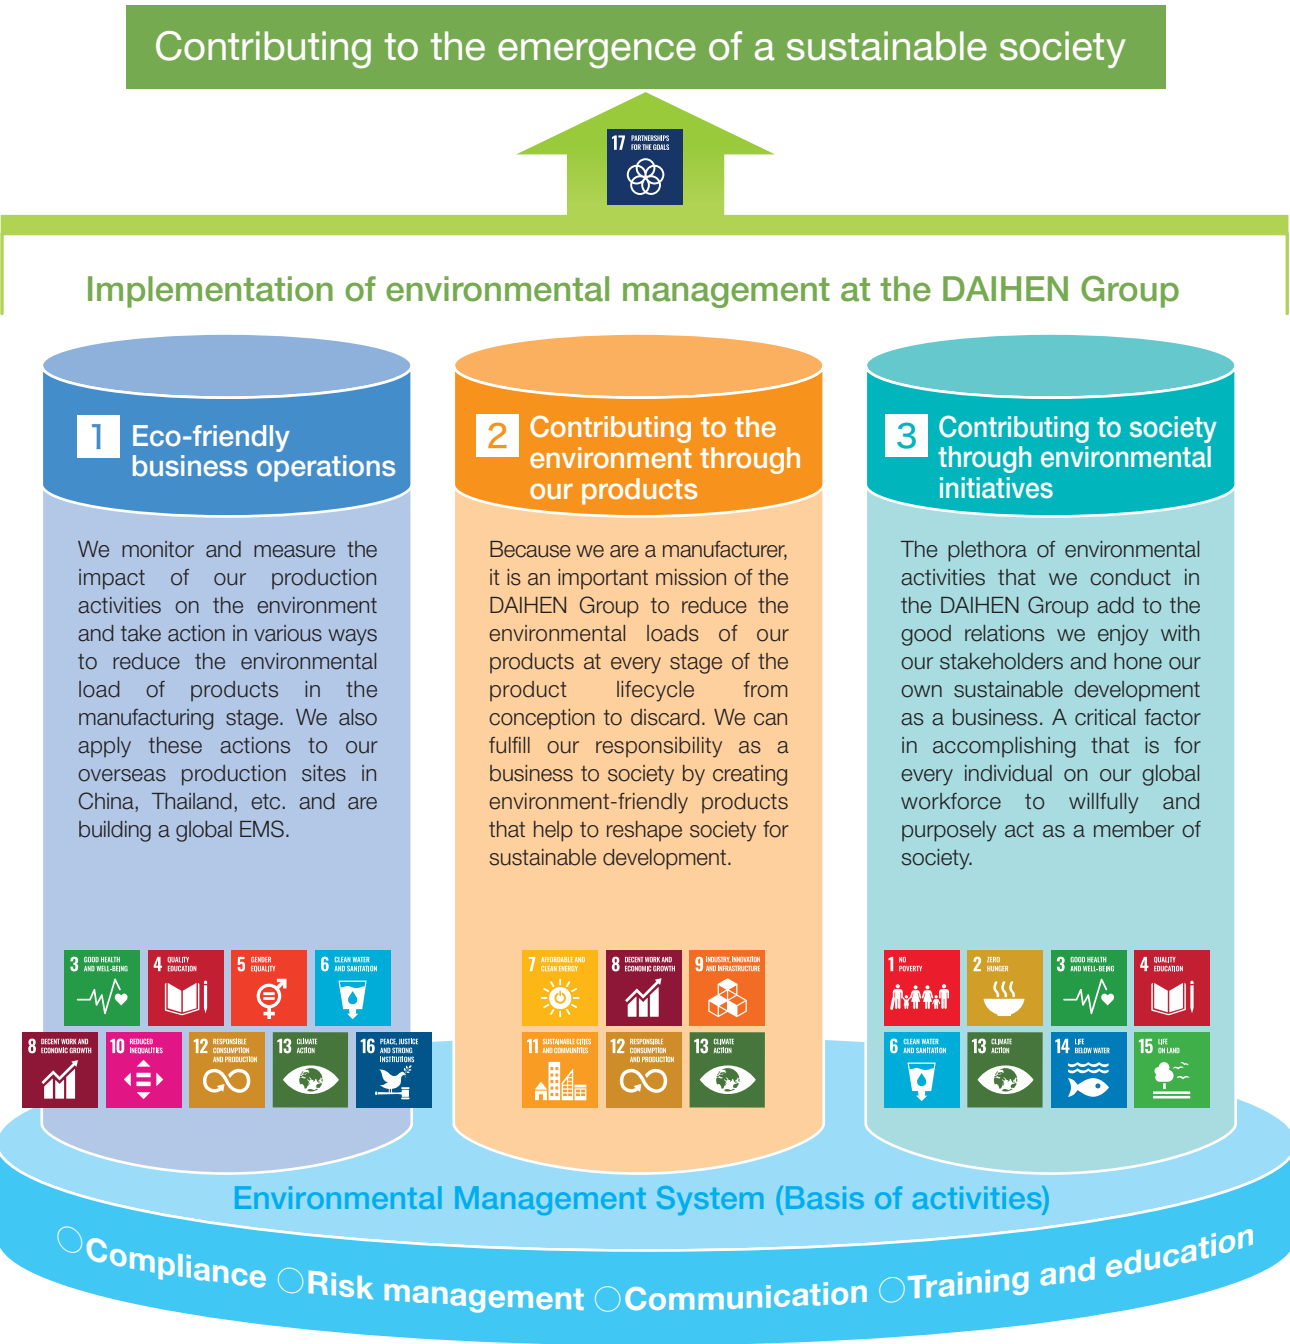 Contributing to the emergence of a sustainable society
17 PARTNERSHIPS
FOR THE GOALS
Implementation of environmental management at the DAIHEN Group
1 Eco-friendly
business operations
We monitor and measure the
impact of our production
activities on the environment
and take action in various ways
to reduce the environmental
load of products in the
manufacturing stage. We also
apply these actions to our
overseas production sites in
China, Thailand, etc. and are
building a global EMS.
3 GOOD HEALTH
AND WELL-BEING
4 QUALITY
EDUCATION
5 GENDER
EQUALITY
6 CLEAN WATER
AND SANITATION
8 DECENT WORK AND
ECONOMIC GROWTH
10 REDUCED
INEQUALITIES
12 RESPONSIBLE
CONSUMPTION
AND PRODUCTION
13 CLIMATE
ACTION
16 PEACE, JUSTICE
AND STRONG
INSTITUTIONS
2 Contributing to the
environment through
our products
Because we are a manufacturer,
it is an important mission of the
DAIHEN Group to reduce the
environmental loads of our
products at every stage of the
product lifecycle from
conception to discard. We can
fulfill our responsibility as a
business to society by creating
environment-friendly products
that help to reshape society for
sustainable development.
7 AFFORDABLE AND
CLEAN ENERGY
8 DECENT WORK AND
ECONOMIC GROWTH
9 INDUSTRY, INNOVATION
AND INFRASTRUCTURE
11 SUSTAINABLE CITIES
AND COMMUNITIES
12 RESPONSIBLE
CONSUMPTION
AND PRODUCTION
13 CLIMATE
ACTION
3 Contributing to society
through environmental
initiatives
The plethora of environmental
activities that we conduct in
the DAIHEN Group add to the
good relations we enjoy with
our stakeholders and hone our
own sustainable development
as a business. A critical factor
in accomplishing that is for
every individual on our global
workforce to willfully and
purposely act as a member of
society.
1 NO
POVERTY
2 ZERO
HUNGER
3 GOOD HEALTH
AND WELL-BEING
4 QUALITY
EDUCATION
6 CLEAN WATER
AND SANITATION
13 CLIMATE
ACTION
14 LIFE
BELOW WATER
15 LIFE
ON LAND
Environmental Management System (Basis of activities)
○Compliance ○Risk management ○Communication ○Training and education